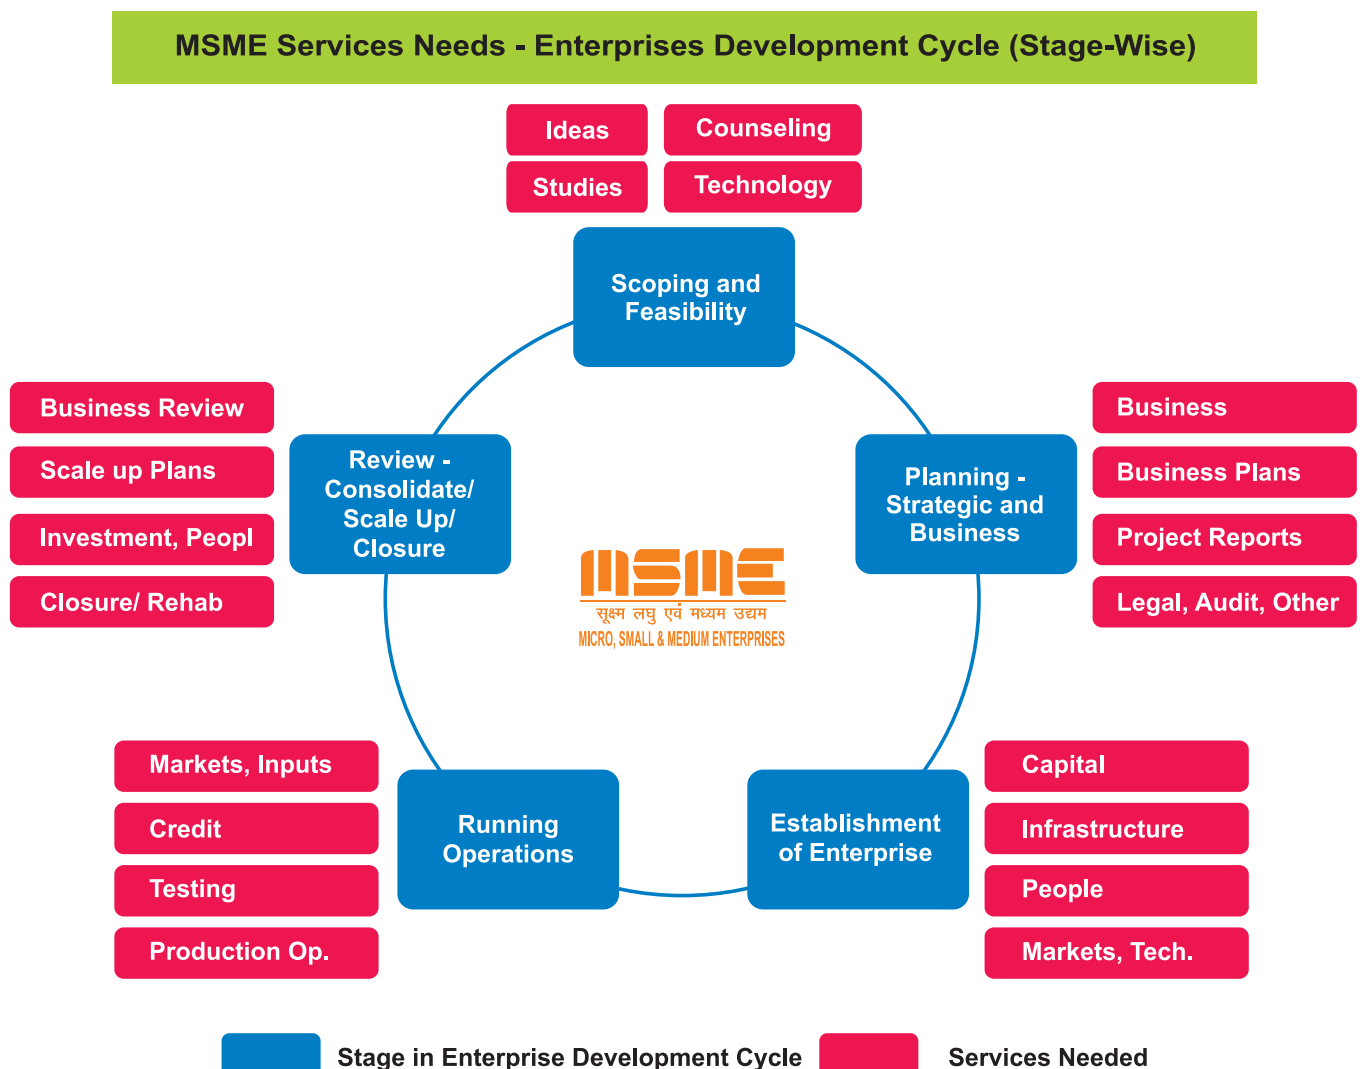 MSME Services Needs - Enterprises Development Cycle (Stage-Wise)
Ideas
Counseling
Studies
Technology
Scoping and
Feasibility
Business Review
Scale up Plans
Investment, Peopl
Closure/ Rehab
Review -
Consolidate/
Scale Up/
Closure
Planning -
Strategic and
Business
Business
Business Plans
Project Reports
Legal, Audit, Other
MSME
सूक्ष्म लघु एवं मध्यम उद्यम
MICRO, SMALL & MEDIUM ENTERPRISES
Markets, Inputs
Credit
Testing
Production Op.
Running
Operations
Establishment
of Enterprise
Capital
Infrastructure
People
Markets, Tech.
Stage in Enterprise Development Cycle
Services Needed